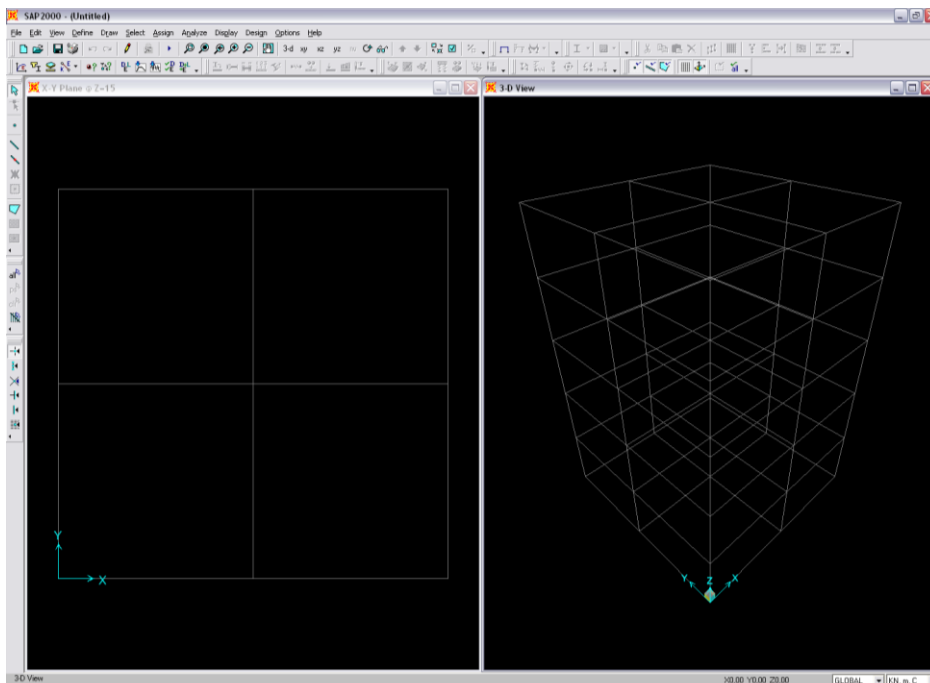 SAP2000 - (Untitled)
File Edit View Define Draw Select Assign Analyze Display Design Options Help
3-d xy xz yz
X-Y Plane @ Z=15
3-D View
all
Y
X
Y Z X
3-D View
X0.00 Y0.00 Z0.00
GLOBAL
KN, m, C